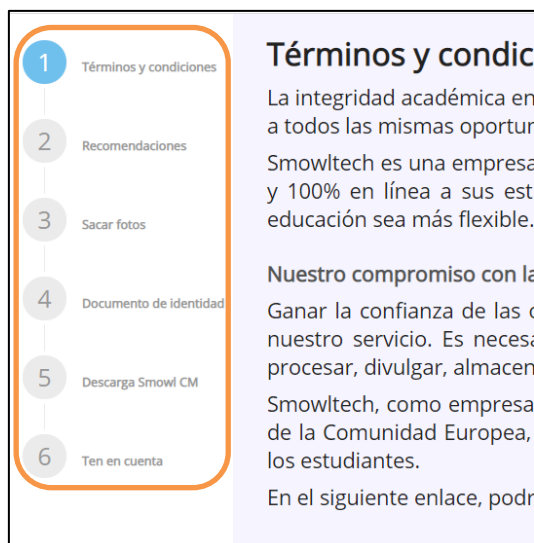 1 Términos y condiciones
2 Recomendaciones
3 Sacar fotos
4 Documento de identidad
5 Descarga Smowl CM
6 Ten en cuenta
Términos y condic
La integridad académica en
a todos las mismas oportu
Smowltech es una empresa
y 100% en línea a sus est
educación sea más flexible.
Nuestro compromiso con la
Ganar la confianza de las
nuestro servicio. Es neces
procesar, divulgar, almacen
Smowltech, como empresa
de la Comunidad Europea,
los estudiantes.
En el siguiente enlace, podr